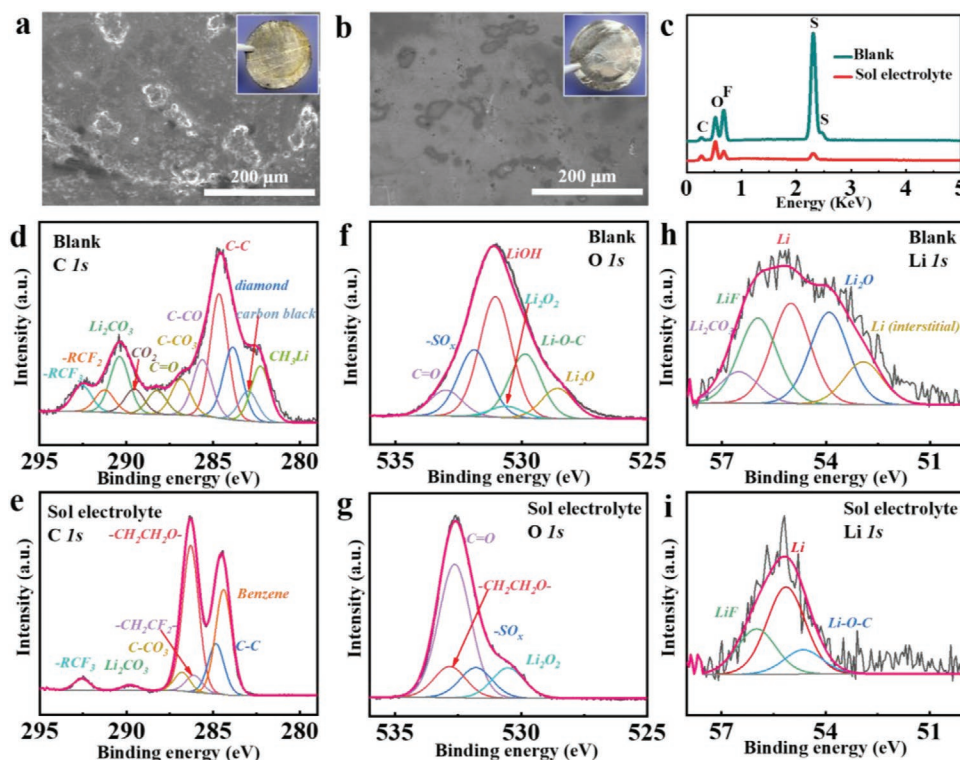 a
200 μm
b
200 μm
c
S
Blank
Sol electrolyte
F
O
S
C
0 1 2 3 4 5
Energy (KeV)
d
Blank
C 1s
C-C
diamond
carbon black
C-CO
Li2CO3
C-CO3
-RCF2
CO2
C=O
CH3Li
-RCF3
Intensity (a.u.)
295 290 285 280
Binding energy (eV)
f
Blank
O 1s
LiOH
Li2O2
-SOx
Li-O-C
C=O
Li2O
Intensity (a.u.)
535 530 525
Binding energy (eV)
h
Blank
Li 1s
Li
LiF
Li2O
Li2CO3
Li (interstitial)
Intensity (a.u.)
57 54 51
Binding energy (eV)
e
Sol electrolyte
C 1s
-CH2CH2O-
Benzene
-CH2CF2-
C-CO3
C-C
-RCF3
Li2CO3
Intensity (a.u.)
295 290 285 280
Binding energy (eV)
g
Sol electrolyte
O 1s
C=O
-CH2CH2O-
-SOx
Li2O2
Intensity (a.u.)
535 530 525
Binding energy (eV)
i
Sol electrolyte
Li 1s
Li
LiF
Li-O-C
Intensity (a.u.)
57 54 51
Binding energy (eV)